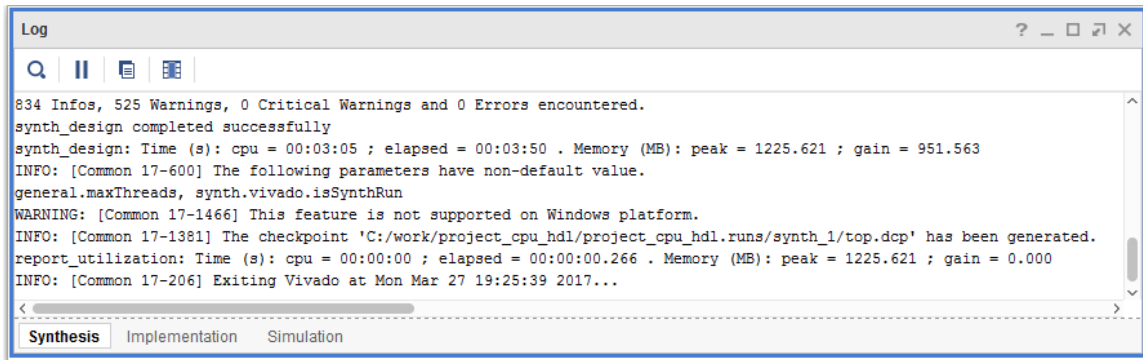 Log
834 Infos, 525 Warnings, 0 Critical Warnings and 0 Errors encountered.
synth_design completed successfully
synth_design: Time (s): cpu = 00:03:05 ; elapsed = 00:03:50 . Memory (MB): peak = 1225.621 ; gain = 951.563
INFO: [Common 17-600] The following parameters have non-default value.
general.maxThreads, synth.vivado.isSynthRun
WARNING: [Common 17-1466] This feature is not supported on Windows platform.
INFO: [Common 17-1381] The checkpoint 'C:/work/project_cpu_hdl/project_cpu_hdl.runs/synth_1/top.dcp' has been generated.
report_utilization: Time (s): cpu = 00:00:00 ; elapsed = 00:00:00.266 . Memory (MB): peak = 1225.621 ; gain = 0.000
INFO: [Common 17-206] Exiting Vivado at Mon Mar 27 19:25:39 2017...
Synthesis Implementation Simulation